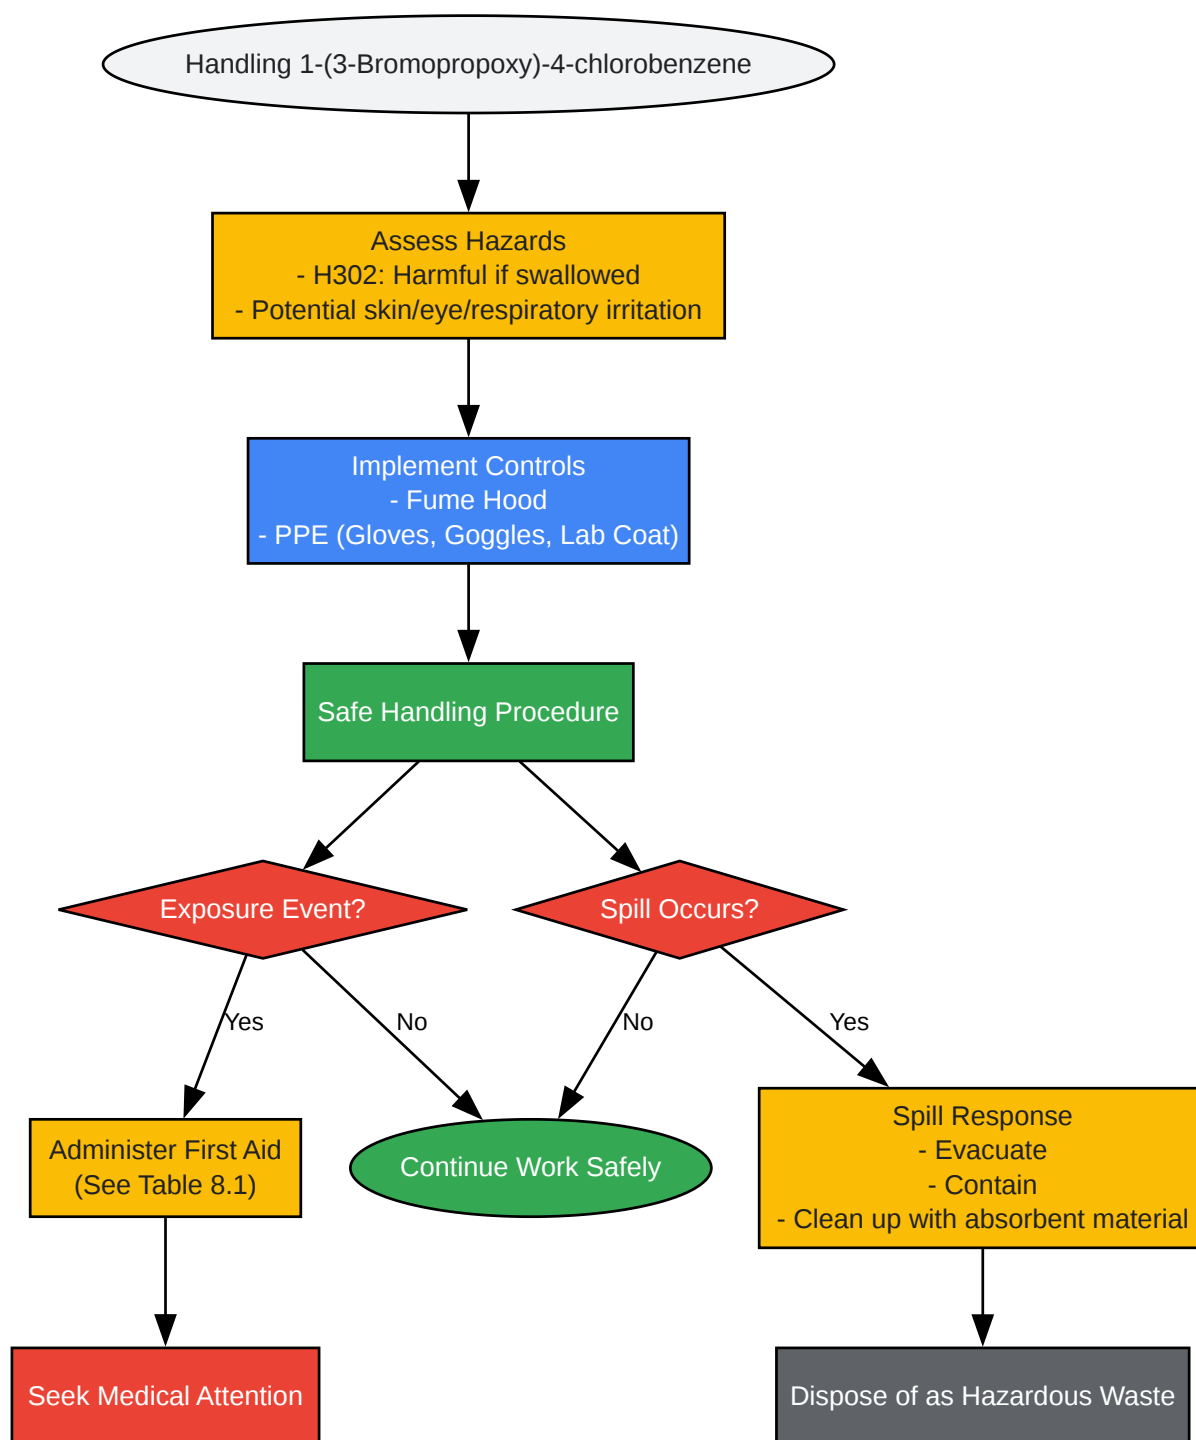 Handling 1-(3-Bromopropoxy)-4-chlorobenzene
Assess Hazards
- H302: Harmful if swallowed
- Potential skin/eye/respiratory irritation
Implement Controls
- Fume Hood
- PPE (Gloves, Goggles, Lab Coat)
Safe Handling Procedure
Exposure Event?
Spill Occurs?
Yes
No
No
Yes
Administer First Aid
(See Table 8.1)
Continue Work Safely
Spill Response
- Evacuate
- Contain
- Clean up with absorbent material
Seek Medical Attention
Dispose of as Hazardous Waste